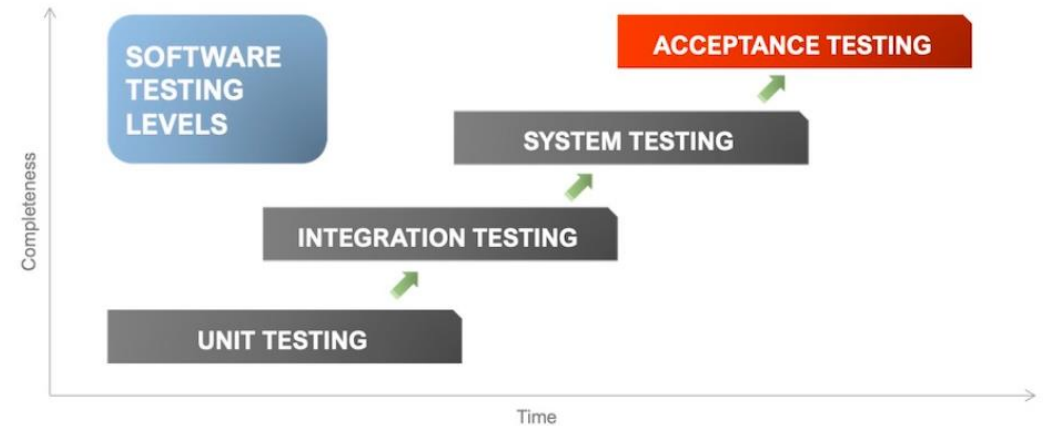 SOFTWARE
TESTING
LEVELS
ACCEPTANCE TESTING
SYSTEM TESTING
INTEGRATION TESTING
UNIT TESTING
Completeness
Time